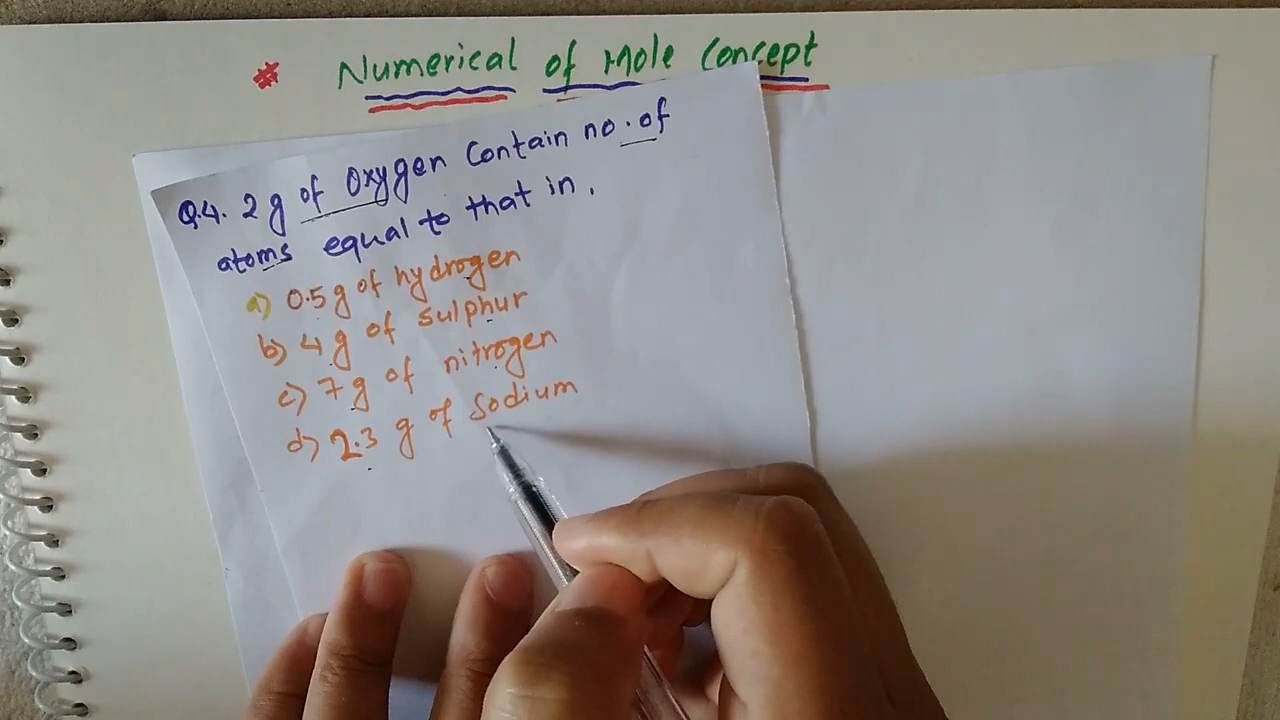 * Numerical of Mole Concept
Q.4. 2 g of Oxygen Contain no. of
atoms equal to that in.
a) 0.5 g of hydrogen
b) 4 g of sulphur
c) 7 g of nitrogen
d) 2.3 g of Sodium